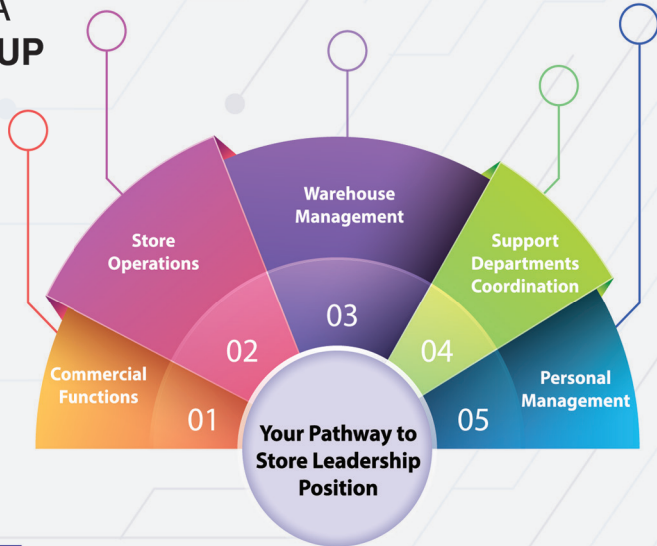 A
UP
Commercial
Functions
01
Store
Operations
02
Warehouse
Management
03
Support
Departments
Coordination
04
Personal
Management
05
Your Pathway to
Store Leadership
Position